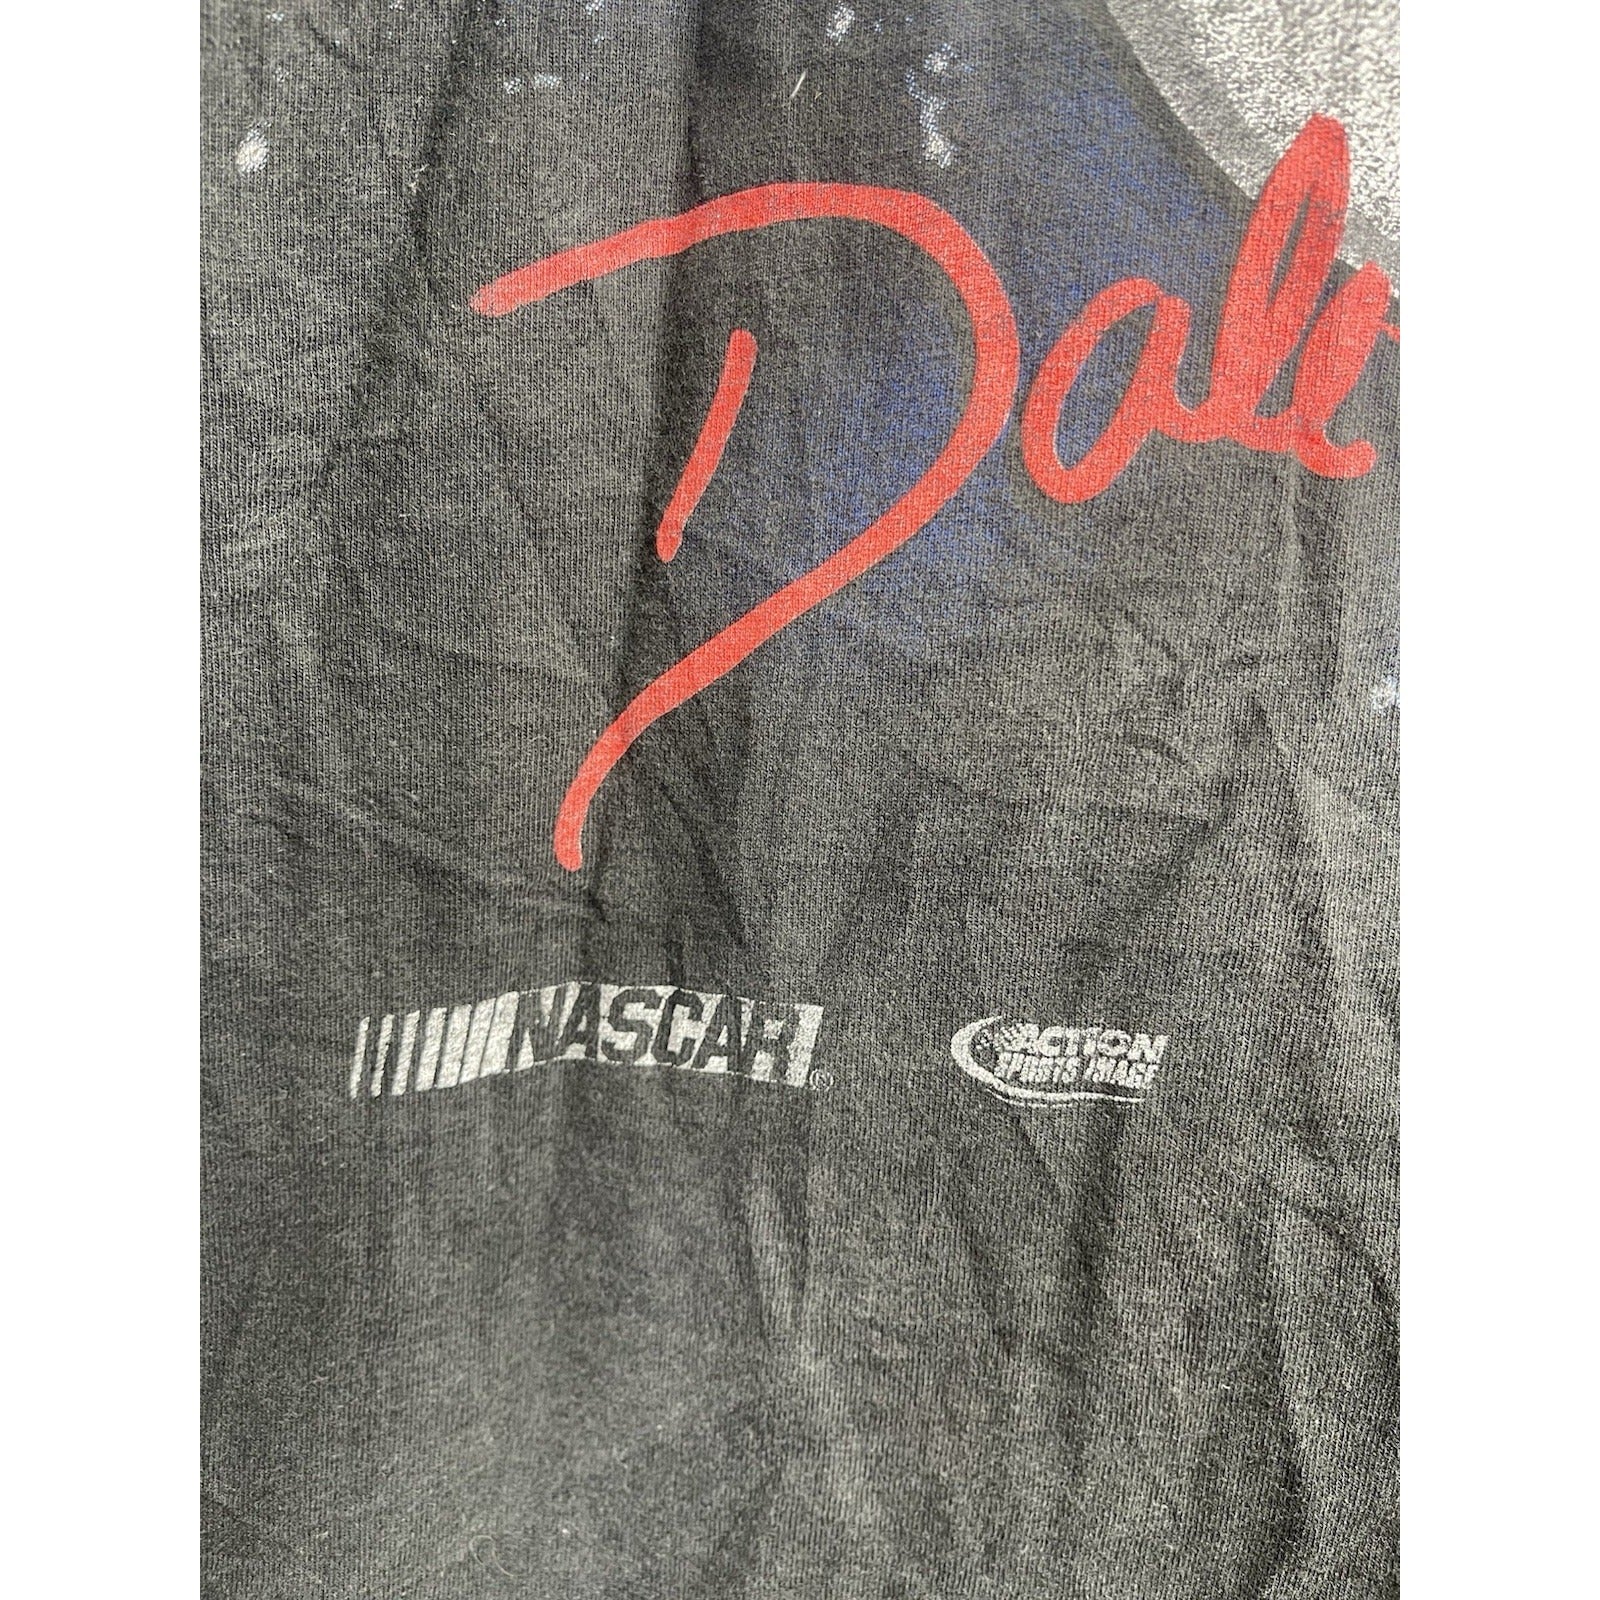 Dale
NASCAR®
ACTION
SPORTS IMAGE